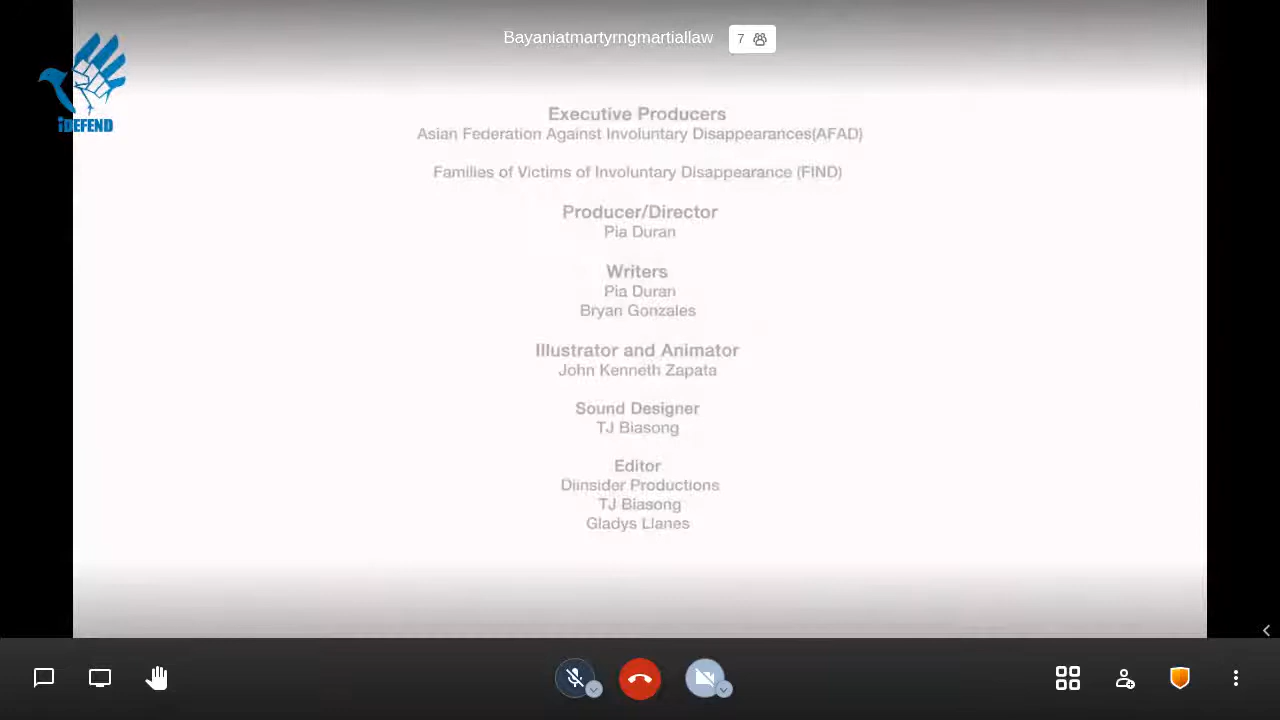 Bayaniatmartyrngmartiallaw 7
iDEFEND
Executive Producers
Asian Federation Against Involuntary Disappearances(AFAD)
Families of Victims of Involuntary Disappearance (FIND)
Producer/Director
Pia Duran
Writers
Pia Duran
Bryan Gonzales
Illustrator and Animator
John Kenneth Zapata
Sound Designer
TJ Biasong
Editor
Diinsider Productions
TJ Biasong
Gladys Llanes